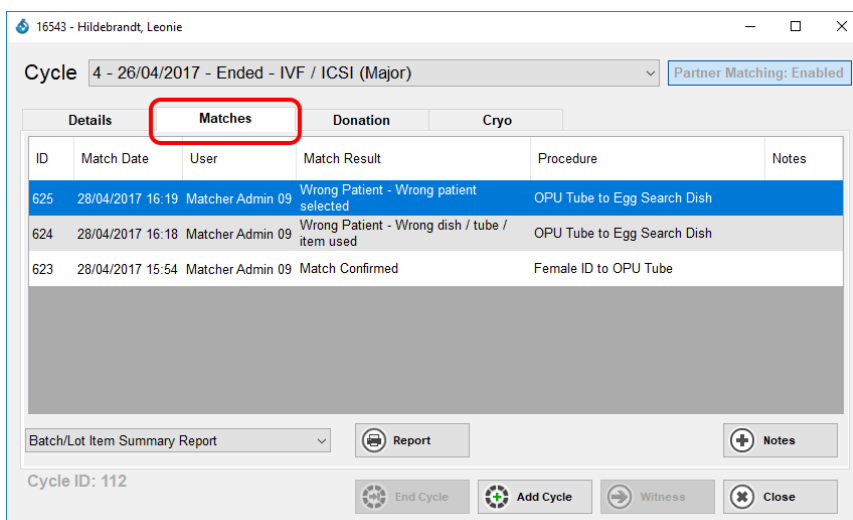 16543 - Hildebrandt, Leonie
Cycle 4 - 26/04/2017 - Ended - IVF / ICSI (Major) Partner Matching: Enabled
Details Matches Donation Cryo
ID Match Date User Match Result Procedure Notes
625 28/04/2017 16:19 Matcher Admin 09 Wrong Patient - Wrong patient
selected OPU Tube to Egg Search Dish
624 28/04/2017 16:18 Matcher Admin 09 Wrong Patient - Wrong dish / tube /
item used OPU Tube to Egg Search Dish
623 28/04/2017 15:54 Matcher Admin 09 Match Confirmed Female ID to OPU Tube
Batch/Lot Item Summary Report Report Notes
Cycle ID: 112
End Cycle Add Cycle Witness Close